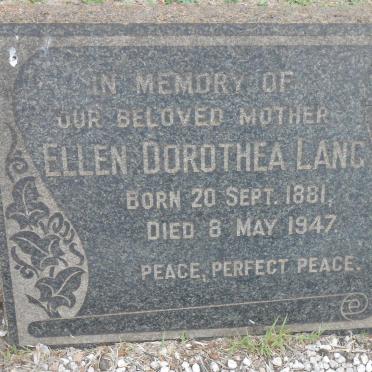 IN MEMORY OF
OUR BELOVED MOTHER
ELLEN DOROTHEA LANG
BORN 20 SEPT. 1881,
DIED 8 MAY 1947.
PEACE, PERFECT PEACE.